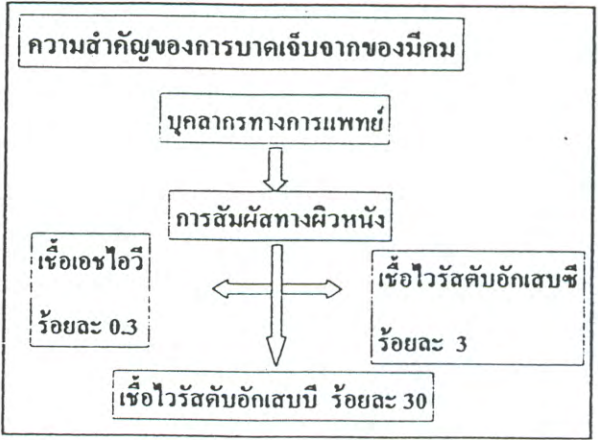 ความสำคัญของการบาดเจ็บจากของมีคม
บุคลากรทางการแพทย์
การสัมผัสทางผิวหนัง
เชื้อเอชไอวี
ร้อยละ 0.3
เชื้อไวรัสตับอักเสบซี
ร้อยละ 3
เชื้อไวรัสตับอักเสบบี ร้อยละ 30